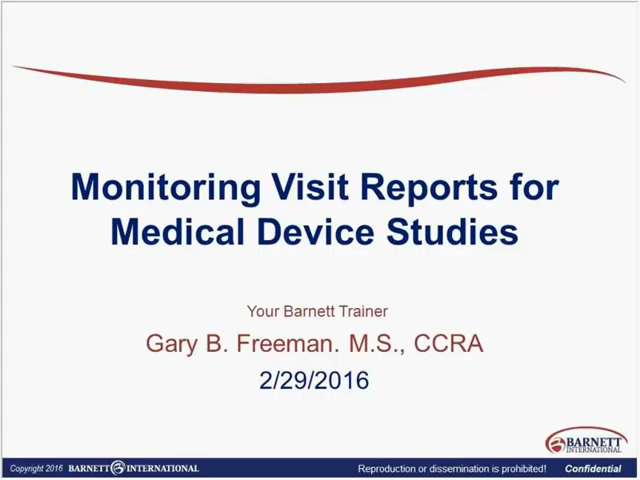 Monitoring Visit Reports for
Medical Device Studies
Your Barnett Trainer
Gary B. Freeman. M.S., CCRA
2/29/2016
BARNETT
INTERNATIONAL
Copyright 2016 BARNETT INTERNATIONAL Reproduction or dissemination is prohibited! Confidential